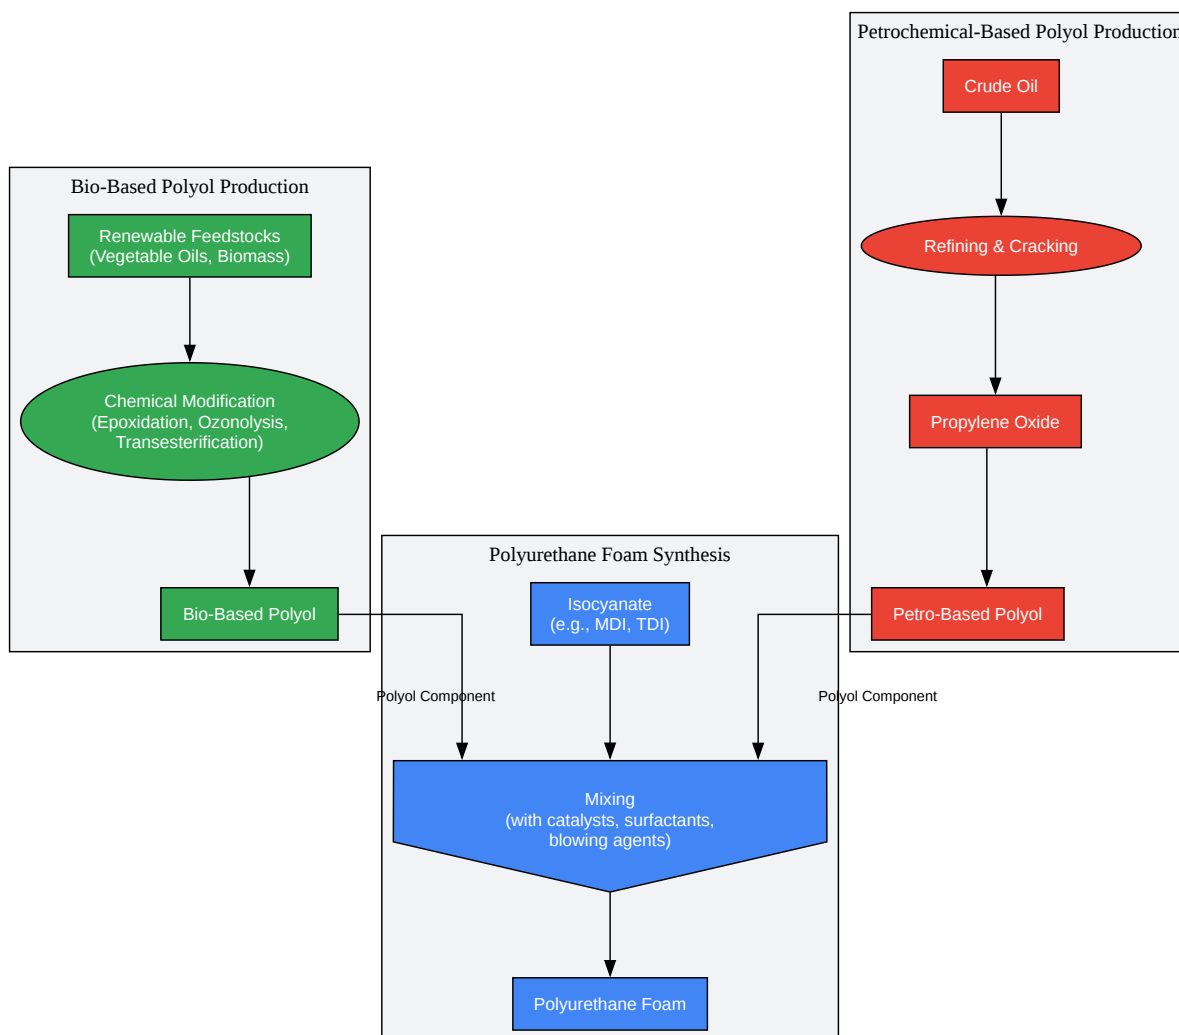 Petrochemical-Based Polyol Production
Crude Oil
Refining & Cracking
Propylene Oxide
Petro-Based Polyol
Bio-Based Polyol Production
Renewable Feedstocks
(Vegetable Oils, Biomass)
Chemical Modification
(Epoxidation, Ozonolysis,
Transesterification)
Bio-Based Polyol
Polyurethane Foam Synthesis
Isocyanate
(e.g., MDI, TDI)
Polyol Component
Polyol Component
Mixing
(with catalysts, surfactants,
blowing agents)
Polyurethane Foam